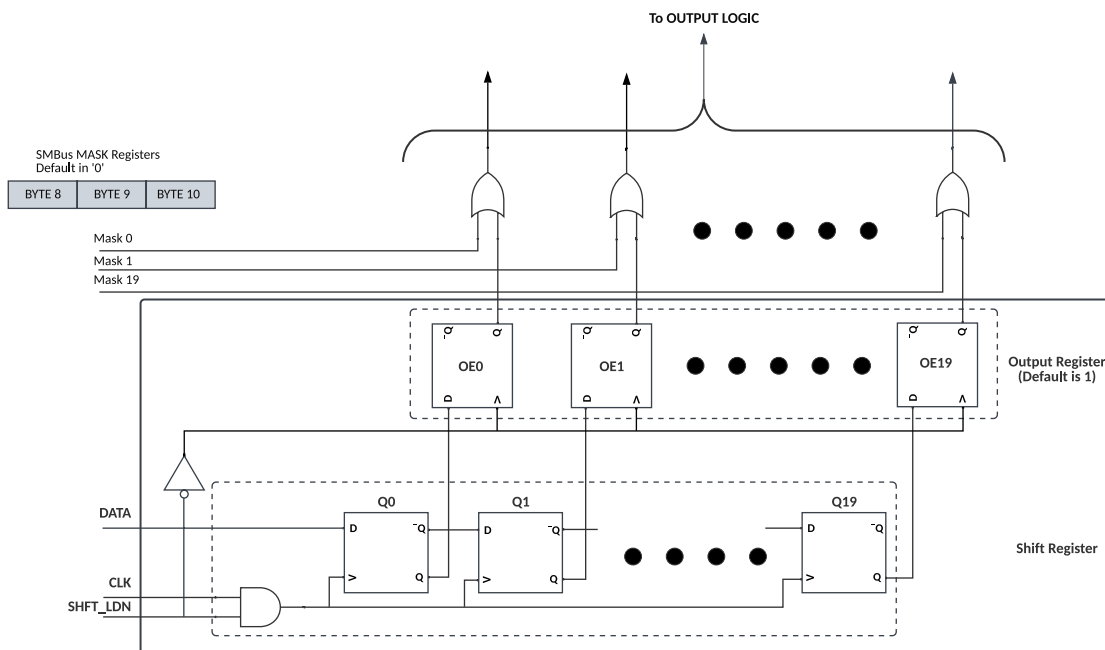 To OUTPUT LOGIC
SMBus MASK Registers
Default in '0'
BYTE 8 BYTE 9 BYTE 10
Mask 0
Mask 1
Mask 19
¯Q Q ¯Q Q ¯Q Q
OE0 OE1 OE19
D > D > D >
Output Register
(Default is 1)
Q0 Q1 Q19
DATA
D ¯Q D ¯Q D ¯Q
Shift Register
> Q > Q > Q
CLK
SHFT_LDN